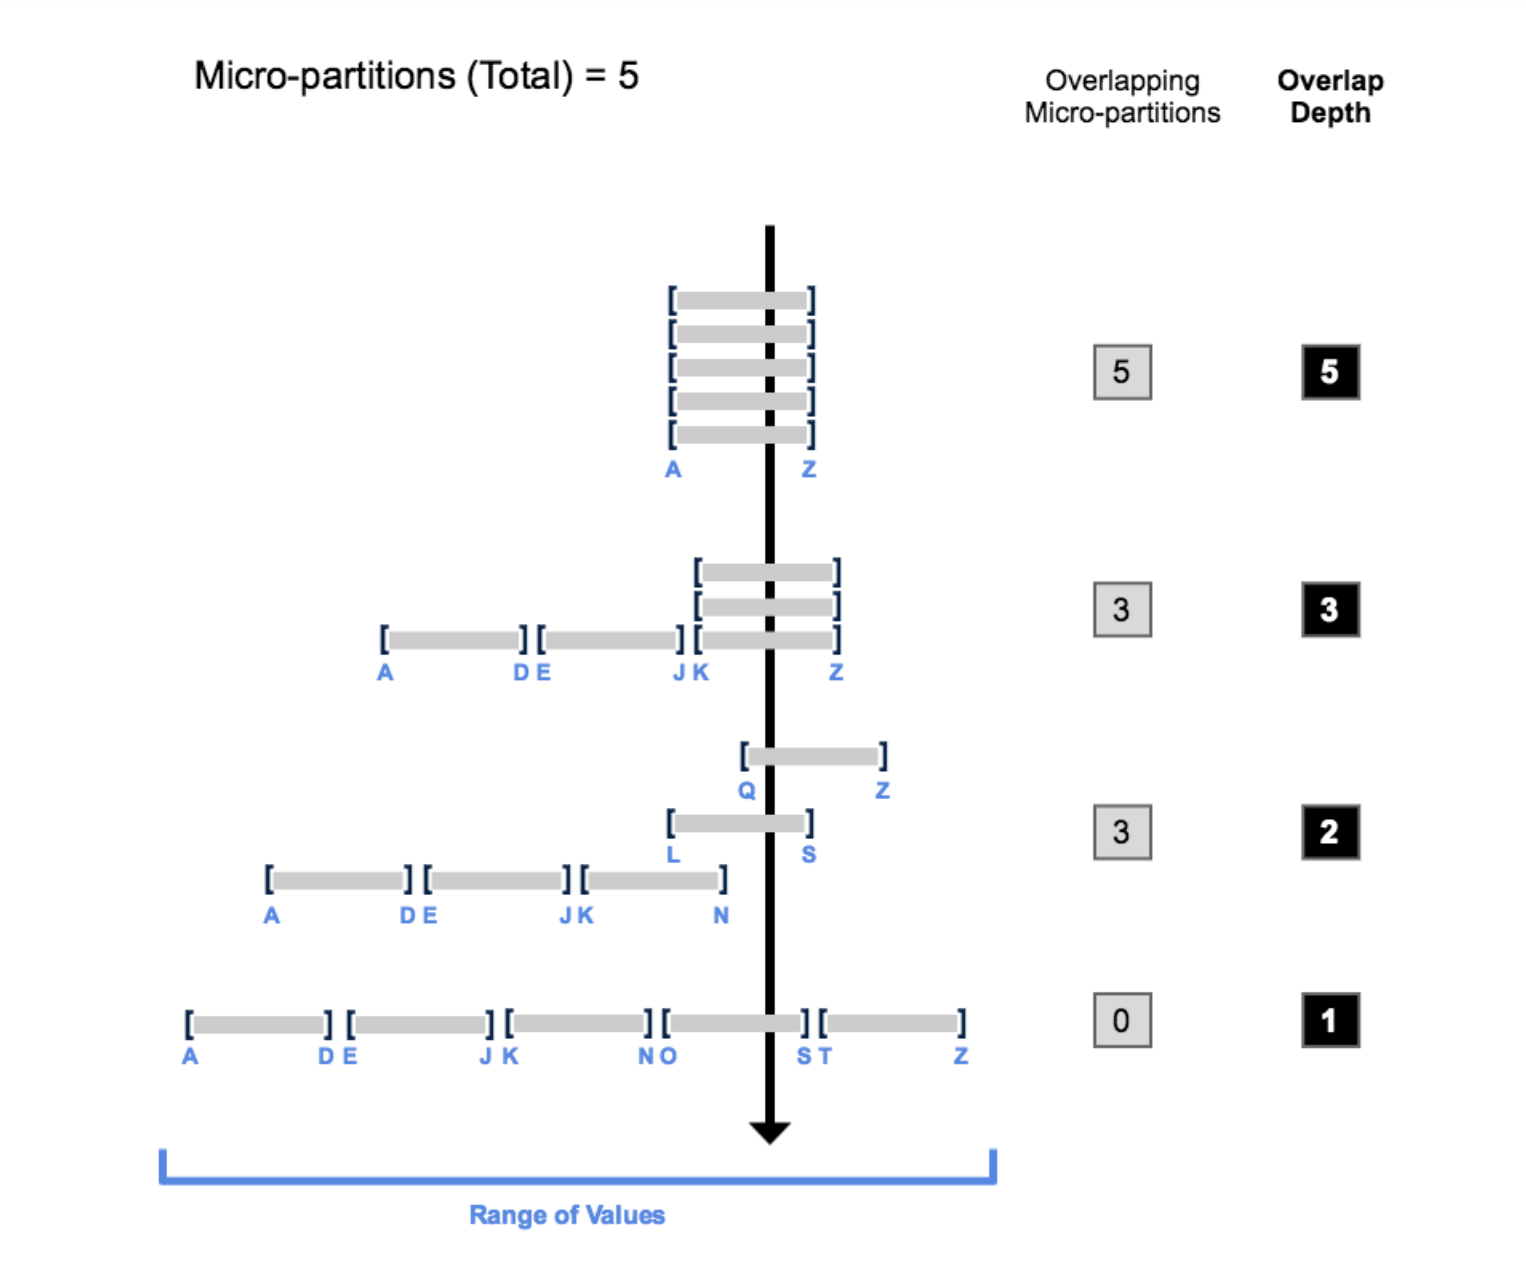 Micro-partitions (Total) = 5
Overlapping Micro-partitions
Overlap Depth
5 5
A Z
3 3
A D E J K Z
Q Z
3 2
L S
A D E J K N
0 1
A D E J K N O S T Z
Range of Values